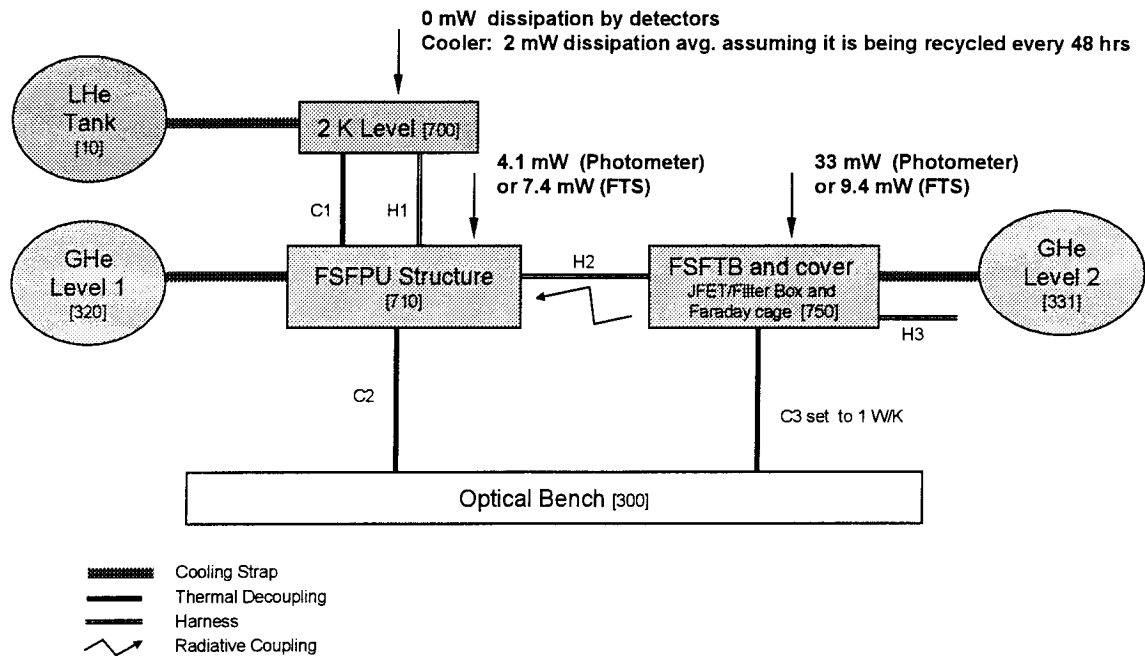 0 mW dissipation by detectors
Cooler: 2 mW dissipation avg. assuming it is being recycled every 48 hrs
LHe
Tank
[10]
2 K Level [700]
4.1 mW (Photometer)
or 7.4 mW (FTS)
33 mW (Photometer)
or 9.4 mW (FTS)
C1
H1
GHe
Level 1
[320]
FSFPU Structure
[710]
H2
FSFTB and cover
JFET/Filter Box and
Faraday cage [750]
GHe
Level 2
[331]
H3
C2
C3 set to 1 W/K
Optical Bench [300]
Cooling Strap
Thermal Decoupling
Harness
Radiative Coupling